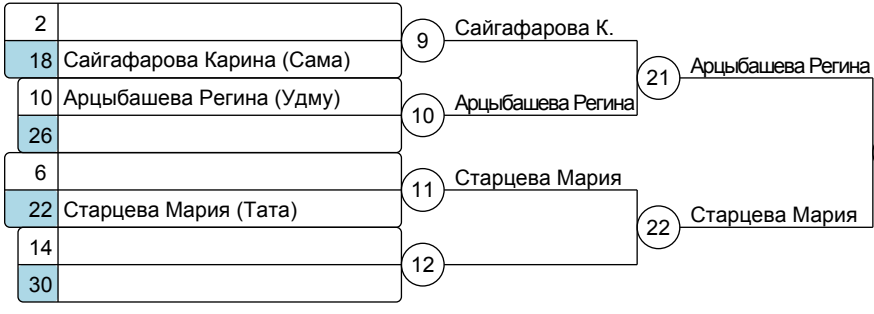 2
18 Сайгафарова Карина (Сама)
10 Арцыбашева Регина (Удму)
26
6
22 Старцева Мария (Тата)
14
30
9 Сайгафарова К.
10 Арцыбашева Регина
11 Старцева Мария
12
21 Арцыбашева Регина
22 Старцева Мария